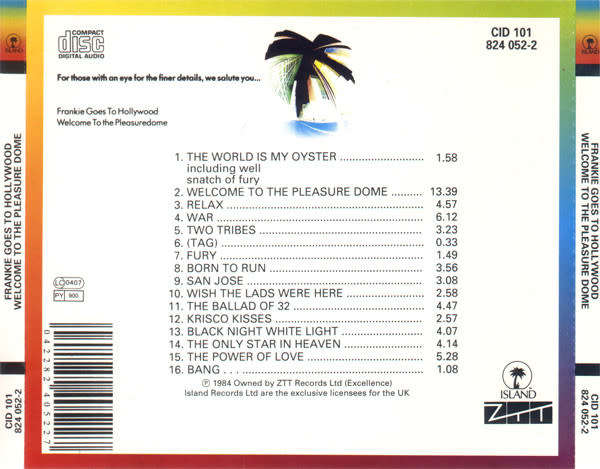 COMPACT
disc
DIGITAL AUDIO
CID 101
824 052-2
For those with an eye for the finer details, we salute you...
Frankie Goes To Hollywood
Welcome To the Pleasuredome
1. THE WORLD IS MY OYSTER ..................... 1.58
including well
snatch of fury
2. WELCOME TO THE PLEASURE DOME .......... 13.39
3. RELAX ..................... 4.57
4. WAR ..................... 6.12
5. TWO TRIBES ..................... 3.23
6. (TAG) ..................... 0.33
7. FURY ..................... 1.49
8. BORN TO RUN ..................... 3.56
9. SAN JOSE ..................... 3.08
10. WISH THE LADS WERE HERE ..................... 2.58
11. THE BALLAD OF 32 ..................... 4.47
12. KRISCO KISSES ..................... 2.57
13. BLACK NIGHT WHITE LIGHT ..................... 4.07
14. THE ONLY STAR IN HEAVEN ..................... 4.14
15. THE POWER OF LOVE ..................... 5.28
16. BANG . . . ..................... 1.08
℗ 1984 Owned by ZTT Records Ltd (Excellence)
Island Records Ltd are the exclusive licensees for the UK
LC 0407
PY 900.
0 42282 40522 7
ISLAND
ZTT
ISLAND
FRANKIE GOES TO HOLLYWOOD
WELCOME TO THE PLEASURE DOME
CID 101
824 052-2
ISLAND
FRANKIE GOES TO HOLLYWOOD
WELCOME TO THE PLEASURE DOME
CID 101
824 052-2